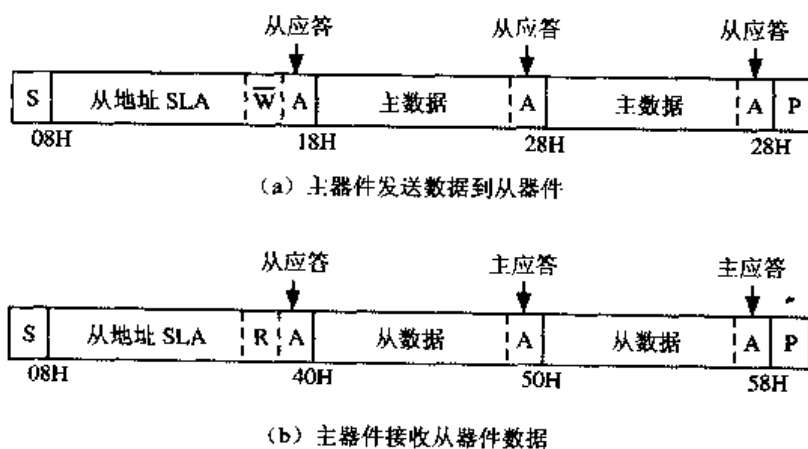 从应答 从应答 从应答
S 从地址 SLA W̅ A 主数据 A 主数据 A P
08H 18H 28H 28H
（a）主器件发送数据到从器件
从应答 主应答 主应答
S 从地址 SLA R A 从数据 A 从数据 A P
08H 40H 50H 58H
（b）主器件接收从器件数据